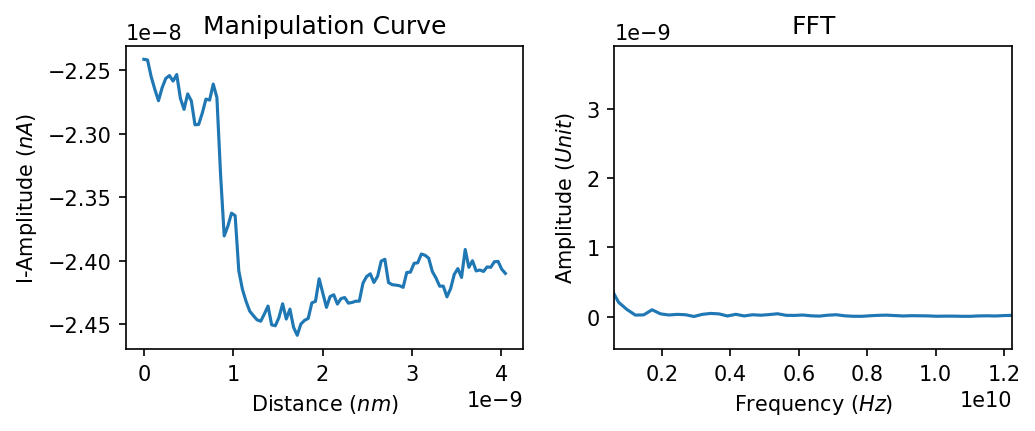 1e−8 Manipulation Curve
I-Amplitude (nA)
−2.25
−2.30
−2.35
−2.40
−2.45
0 1 2 3 4
Distance (nm) 1e−9
1e−9 FFT
Amplitude (Unit)
3
2
1
0
0.2 0.4 0.6 0.8 1.0 1.2
Frequency (Hz) 1e10